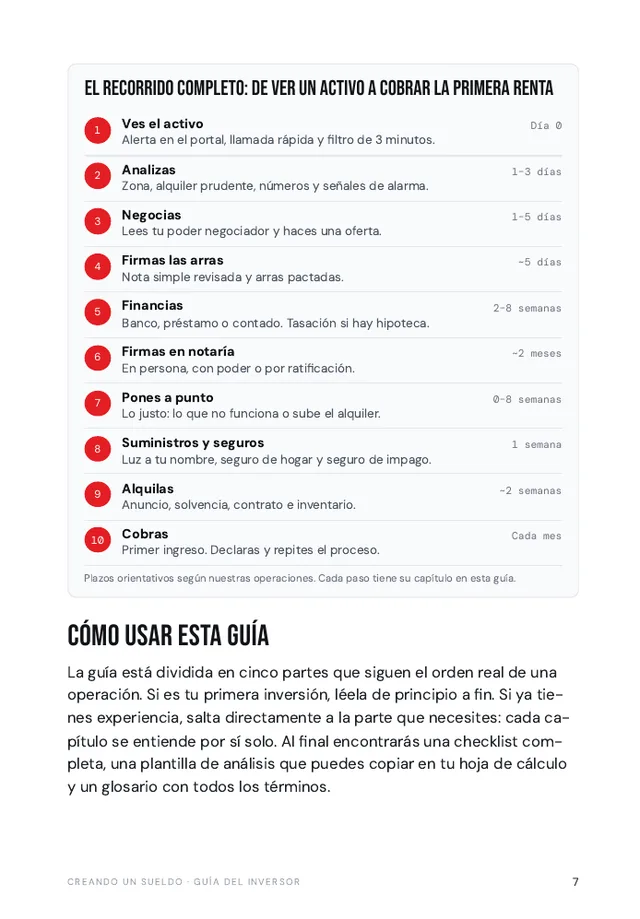 EL RECORRIDO COMPLETO: DE VER UN ACTIVO A COBRAR LA PRIMERA RENTA
1
Ves el activo
Día 0
Alerta en el portal, llamada rápida y filtro de 3 minutos.
2
Analizas
1-3 días
Zona, alquiler prudente, números y señales de alarma.
3
Negocias
1-5 días
Lees tu poder negociador y haces una oferta.
4
Firmas las arras
~5 días
Nota simple revisada y arras pactadas.
5
Financias
2-8 semanas
Banco, préstamo o contado. Tasación si hay hipoteca.
6
Firmas en notaría
~2 meses
En persona, con poder o por ratificación.
7
Pones a punto
0-8 semanas
Lo justo: lo que no funciona o sube el alquiler.
8
Suministros y seguros
1 semana
Luz a tu nombre, seguro de hogar y seguro de impago.
9
Alquilas
~2 semanas
Anuncio, solvencia, contrato e inventario.
10
Cobras
Cada mes
Primer ingreso. Declaras y repites el proceso.
Plazos orientativos según nuestras operaciones. Cada paso tiene su capítulo en esta guía.
CÓMO USAR ESTA GUÍA
La guía está dividida en cinco partes que siguen el orden real de una
operación. Si es tu primera inversión, léela de principio a fin. Si ya tie-
nes experiencia, salta directamente a la parte que necesites: cada ca-
pítulo se entiende por sí solo. Al final encontrarás una checklist com-
pleta, una plantilla de análisis que puedes copiar en tu hoja de cálculo
y un glosario con todos los términos.
CREANDO UN SUELDO · GUÍA DEL INVERSOR
7